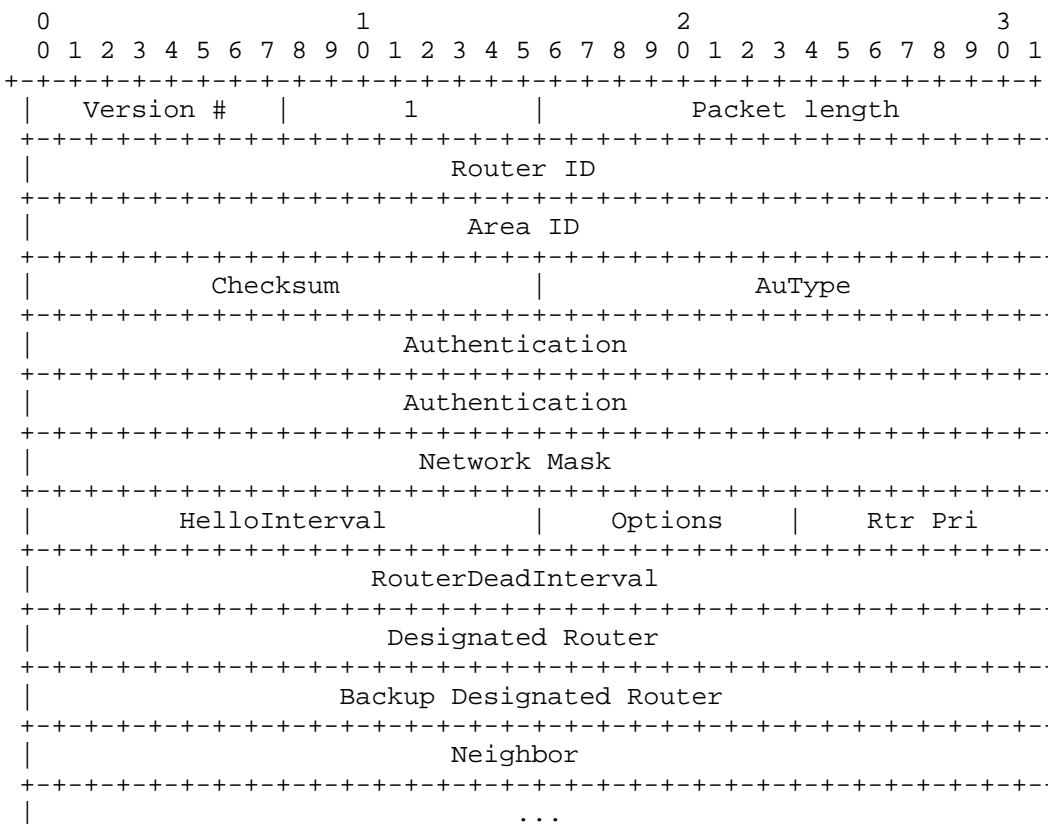 0                   1                   2                   3
0 1 2 3 4 5 6 7 8 9 0 1 2 3 4 5 6 7 8 9 0 1 2 3 4 5 6 7 8 9 0 1
+-+-+-+-+-+-+-+-+-+-+-+-+-+-+-+-+-+-+-+-+-+-+-+-+-+-+-+-+-+-+-+-+
| Version # | 1 | Packet length
+-+-+-+-+-+-+-+-+-+-+-+-+-+-+-+-+-+-+-+-+-+-+-+-+-+-+-+-+-+-+-+-+-
| Router ID
+-+-+-+-+-+-+-+-+-+-+-+-+-+-+-+-+-+-+-+-+-+-+-+-+-+-+-+-+-+-+-+-+-
| Area ID
+-+-+-+-+-+-+-+-+-+-+-+-+-+-+-+-+-+-+-+-+-+-+-+-+-+-+-+-+-+-+-+-+-
| Checksum | AuType
+-+-+-+-+-+-+-+-+-+-+-+-+-+-+-+-+-+-+-+-+-+-+-+-+-+-+-+-+-+-+-+-+-
| Authentication
+-+-+-+-+-+-+-+-+-+-+-+-+-+-+-+-+-+-+-+-+-+-+-+-+-+-+-+-+-+-+-+-+-
| Authentication
+-+-+-+-+-+-+-+-+-+-+-+-+-+-+-+-+-+-+-+-+-+-+-+-+-+-+-+-+-+-+-+-+-
| Network Mask
+-+-+-+-+-+-+-+-+-+-+-+-+-+-+-+-+-+-+-+-+-+-+-+-+-+-+-+-+-+-+-+-+-
| HelloInterval | Options | Rtr Pri
+-+-+-+-+-+-+-+-+-+-+-+-+-+-+-+-+-+-+-+-+-+-+-+-+-+-+-+-+-+-+-+-+-
| RouterDeadInterval
+-+-+-+-+-+-+-+-+-+-+-+-+-+-+-+-+-+-+-+-+-+-+-+-+-+-+-+-+-+-+-+-+-
| Designated Router
+-+-+-+-+-+-+-+-+-+-+-+-+-+-+-+-+-+-+-+-+-+-+-+-+-+-+-+-+-+-+-+-+-
| Backup Designated Router
+-+-+-+-+-+-+-+-+-+-+-+-+-+-+-+-+-+-+-+-+-+-+-+-+-+-+-+-+-+-+-+-+-
| Neighbor
+-+-+-+-+-+-+-+-+-+-+-+-+-+-+-+-+-+-+-+-+-+-+-+-+-+-+-+-+-+-+-+-+-
| ...